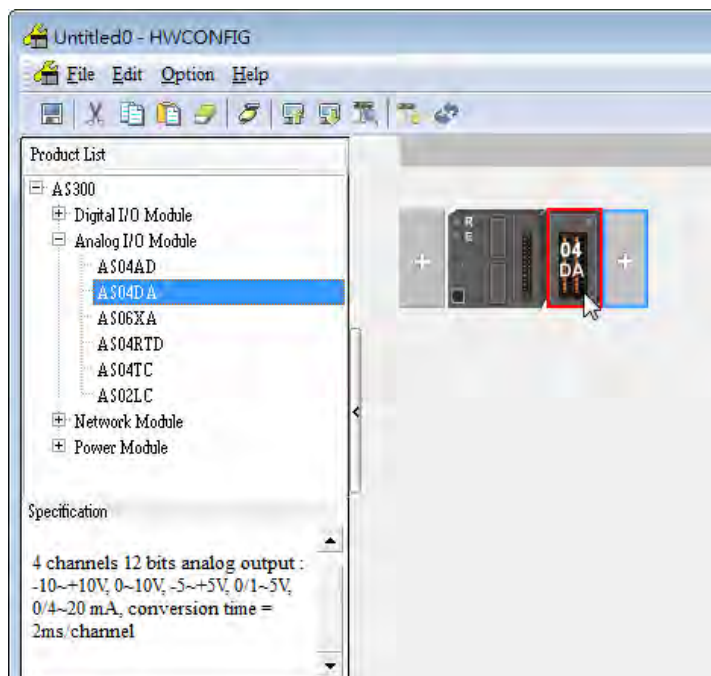 Untitled0 - HWCONFIG
File Edit Option Help
Product List
AS300
Digital I/O Module
Analog I/O Module
AS04AD
AS04DA
AS06XA
AS04RTD
AS04TC
AS02LC
Network Module
Power Module
R
E
04
DA
Specification
4 channels 12 bits analog output :
-10~+10V, 0~10V, -5~+5V, 0/1~5V,
0/4~20 mA, conversion time =
2ms/channel